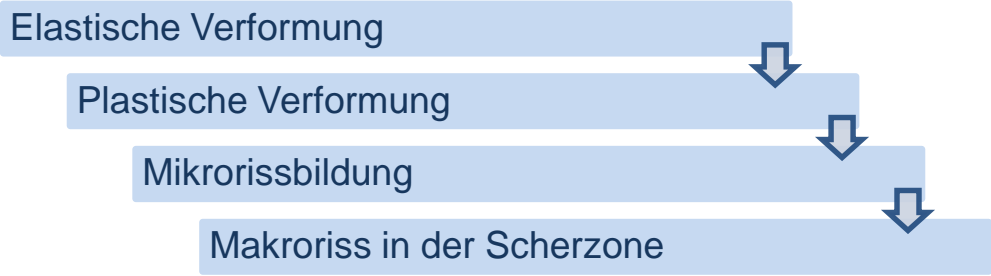 Elastische Verformung
Plastische Verformung
Mikrorissbildung
Makroriss in der Scherzone